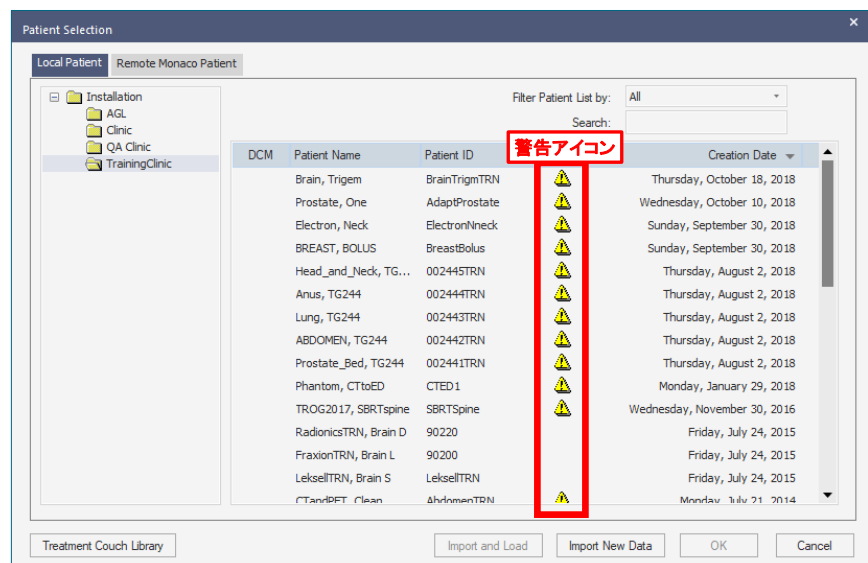 Patient Selection
Local Patient Remote Monaco Patient
Installation
AGL
Clinic
QA Clinic
TrainingClinic
Filter Patient List by: All
Search:
警告アイコン
DCM Patient Name Patient ID Creation Date
Brain, Trigem BrainTrigmTRN Thursday, October 18, 2018
Prostate, One AdaptProstate Wednesday, October 10, 2018
Electron, Neck ElectronNneck Sunday, September 30, 2018
BREAST, BOLUS BreastBolus Sunday, September 30, 2018
Head_and_Neck, TG... 002445TRN Thursday, August 2, 2018
Anus, TG244 002444TRN Thursday, August 2, 2018
Lung, TG244 002443TRN Thursday, August 2, 2018
ABDOMEN, TG244 002442TRN Thursday, August 2, 2018
Prostate_Bed, TG244 002441TRN Thursday, August 2, 2018
Phantom, CTtoED CTED1 Monday, January 29, 2018
TROG2017, SBRTspine SBRTSpine Wednesday, November 30, 2016
RadionicsTRN, Brain D 90220 Friday, July 24, 2015
FraxionTRN, Brain L 90200 Friday, July 24, 2015
LeksellTRN, Brain S LeksellTRN Friday, July 24, 2015
CTandPET, Clean AbdomenTRN Monday, July 21, 2014
Treatment Couch Library Import and Load Import New Data OK Cancel